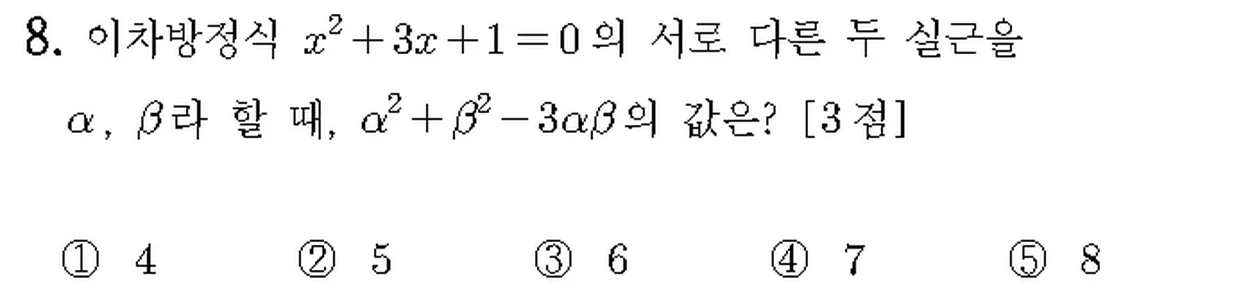 8. 이차방정식 x²+3x+1=0의 서로 다른 두 실근을
α, β라 할 때, α²+β²-3αβ의 값은? [3점]
① 4 ② 5 ③ 6 ④ 7 ⑤ 8